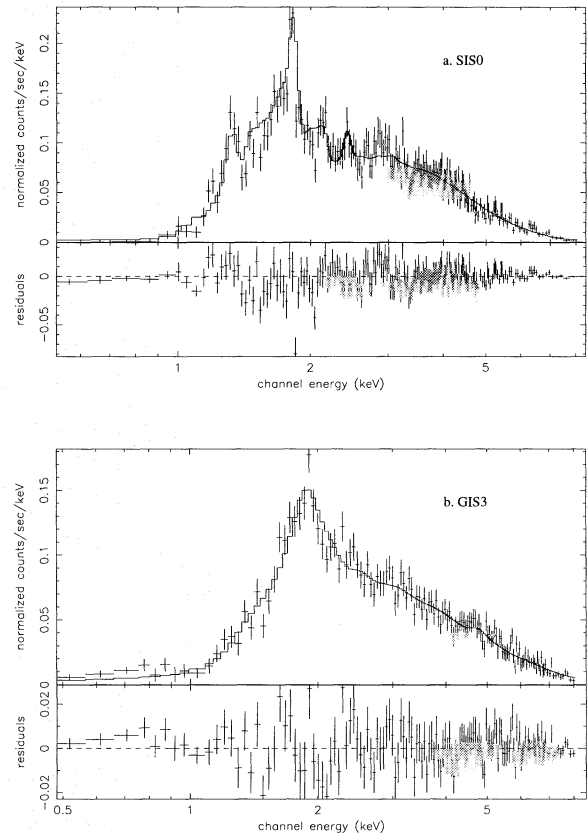 a. SIS0
normalized counts/sec/keV
0.2
0.15
0.1
0.05
0
residuals
0
−0.05
1
2
5
channel energy (keV)
b. GIS3
normalized counts/sec/keV
0.15
0.1
0.05
residuals
0.02
0
−0.02
0.5
1
2
5
channel energy (keV)